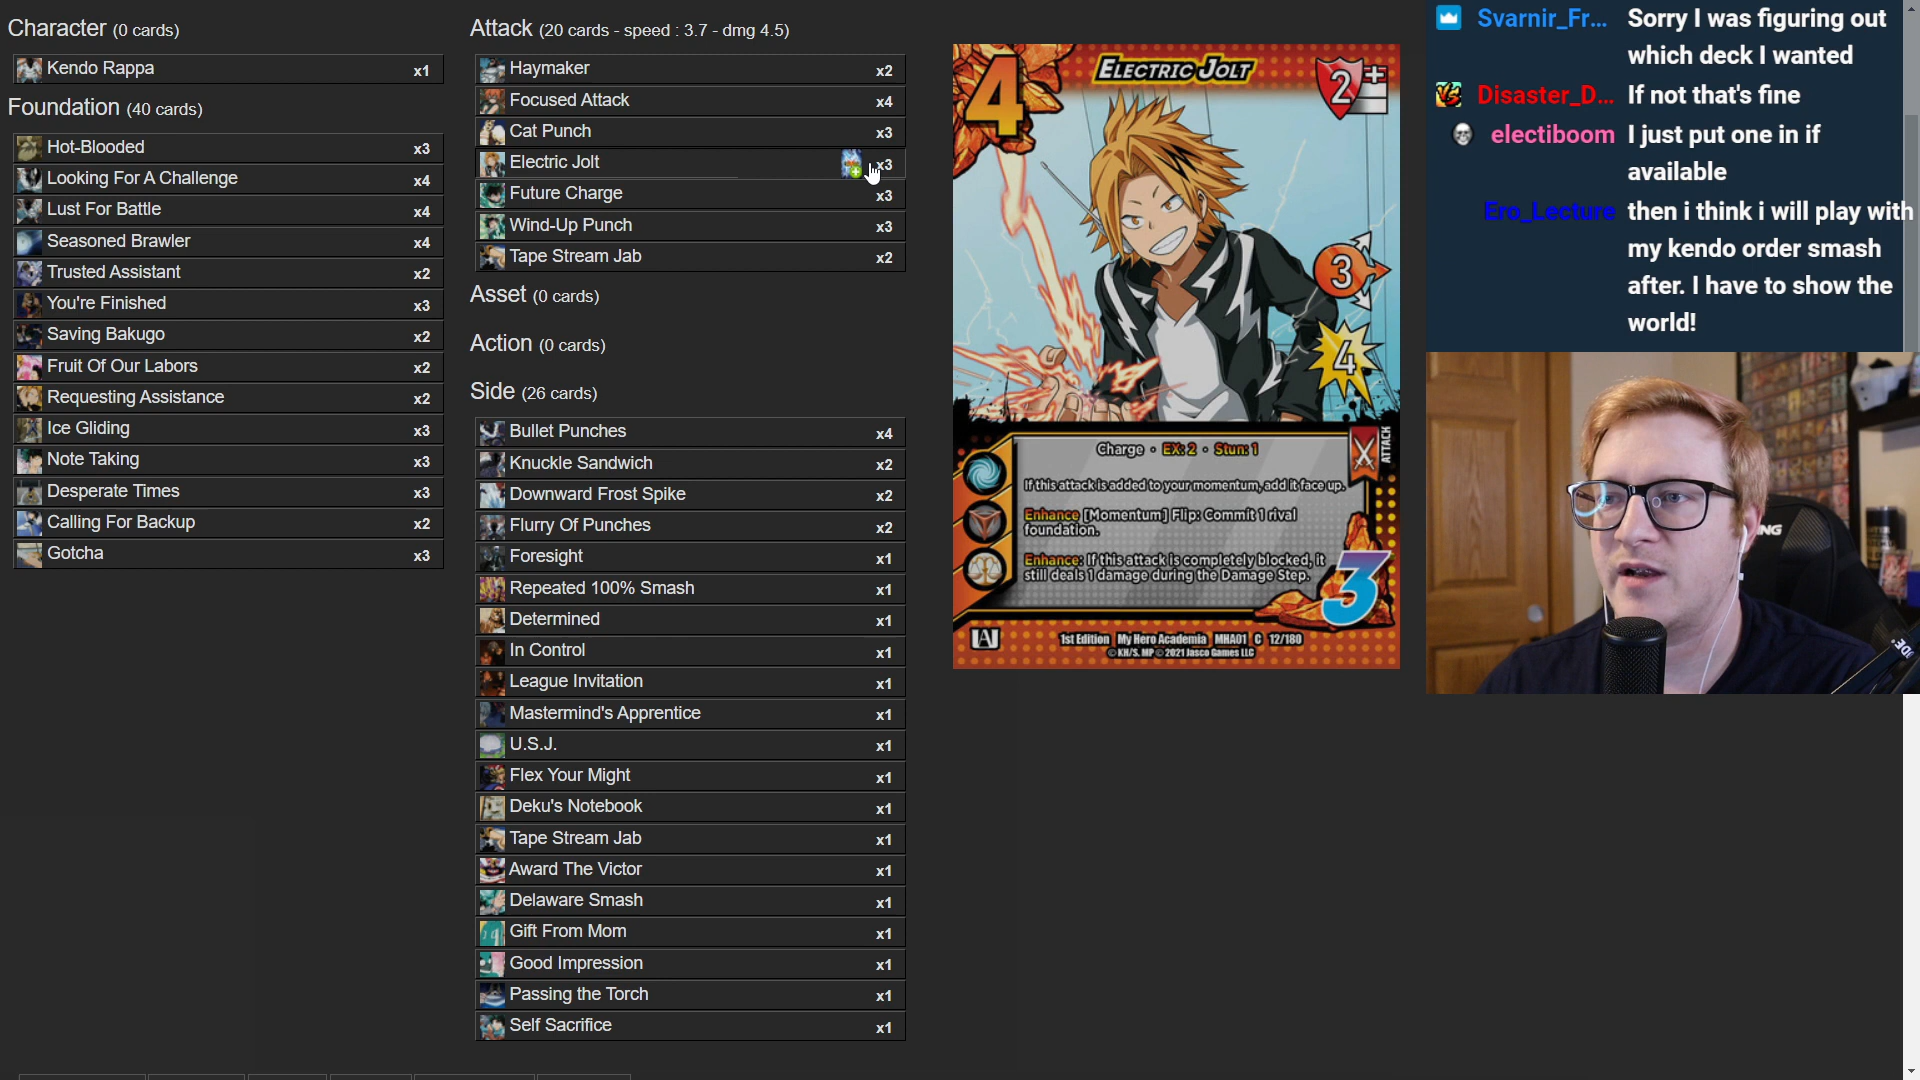 Character (0 cards)
Kendo Rappa x1
Foundation (40 cards)
Hot-Blooded x3
Looking For A Challenge x4
Lust For Battle x4
Seasoned Brawler x4
Trusted Assistant x2
You're Finished x3
Saving Bakugo x2
Fruit Of Our Labors x2
Requesting Assistance x2
Ice Gliding x3
Note Taking x3
Desperate Times x3
Calling For Backup x2
Gotcha x3
Attack (20 cards - speed : 3.7 - dmg 4.5)
Haymaker x2
Focused Attack x4
Cat Punch x3
Electric Jolt x3
Future Charge x3
Wind-Up Punch x3
Tape Stream Jab x2
Asset (0 cards)
Action (0 cards)
Side (26 cards)
Bullet Punches x4
Knuckle Sandwich x2
Downward Frost Spike x2
Flurry Of Punches x2
Foresight x1
Repeated 100% Smash x1
Determined x1
In Control x1
League Invitation x1
Mastermind's Apprentice x1
U.S.J. x1
Flex Your Might x1
Deku's Notebook x1
Tape Stream Jab x1
Award The Victor x1
Delaware Smash x1
Gift From Mom x1
Good Impression x1
Passing the Torch x1
Self Sacrifice x1
4
ELECTRIC JOLT
2+
3
4
ATTACK
Charge • EX: 2 • Stun: 1
If this attack is added to your momentum, add it face up.
Enhance [Momentum] Flip: Commit 1 rival
foundation.
Enhance: If this attack is completely blocked, it
still deals 1 damage during the Damage Step.
3
1st Edition My Hero Academia MHA01 C 12/180
© KH/S, MP © 2021 Jasco Games LLC
Svarnir_Fr... Sorry I was figuring out
which deck I wanted
Disaster_D... If not that's fine
electiboom I just put one in if
available
Ero_Lecture then i think i will play with
my kendo order smash
after. I have to show the
world!
ING